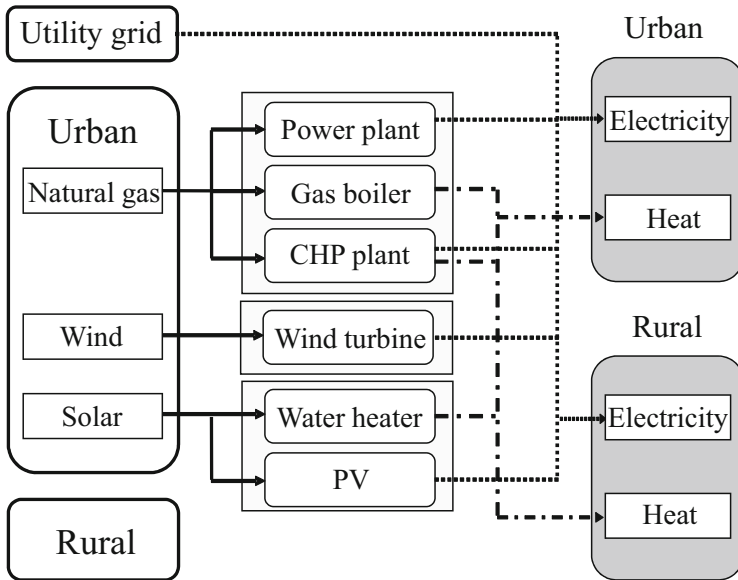 Utility grid
Urban
Natural gas
Wind
Solar
Rural
Power plant
Gas boiler
CHP plant
Wind turbine
Water heater
PV
Urban
Electricity
Heat
Rural
Electricity
Heat